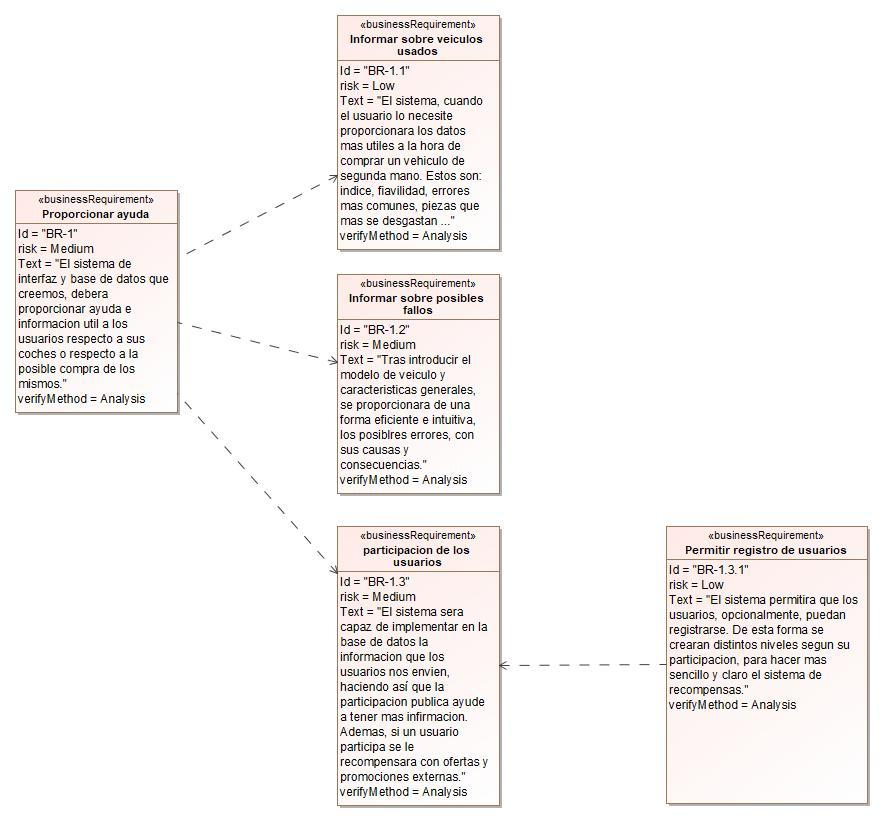 «businessRequirement»
Informar sobre veiculos
usados
Id = "BR-1.1"
risk = Low
Text = "El sistema, cuando
el usuario lo necesite
proporcionara los datos
mas utiles a la hora de
comprar un vehiculo de
segunda mano. Estos son:
indice, fiavilidad, errores
mas comunes, piezas que
mas se desgastan ..."
verifyMethod = Analysis
«businessRequirement»
Proporcionar ayuda
Id = "BR-1"
risk = Medium
Text = "El sistema de
interfaz y base de datos que
creemos, debera
proporcionar ayuda e
informacion util a los
usuarios respecto a sus
coches o respecto a la
posible compra de los
mismos."
verifyMethod = Analysis
«businessRequirement»
Informar sobre posibles
fallos
Id = "BR-1.2"
risk = Medium
Text = "Tras introducir el
modelo de veiculo y
caracteristicas generales,
se proporcionara de una
forma eficiente e intuitiva,
los posiblres errores, con
sus causas y
consecuencias."
verifyMethod = Analysis
«businessRequirement»
participacion de los
usuarios
Id = "BR-1.3"
risk = Medium
Text = "El sistema sera
capaz de implementar en la
base de datos la
informacion que los
usuarios nos envien,
haciendo así que la
participacion publica ayude
a tener mas infirmacion.
Ademas, si un usuario
participa se le
recompensara con ofertas y
promociones externas."
verifyMethod = Analysis
«businessRequirement»
Permitir registro de usuarios
Id = "BR-1.3.1"
risk = Low
Text = "El sistema permitira que los
usuarios, opcionalmente, puedan
registrarse. De esta forma se
crearan distintos niveles segun su
participacion, para hacer mas
sencillo y claro el sistema de
recompensas."
verifyMethod = Analysis